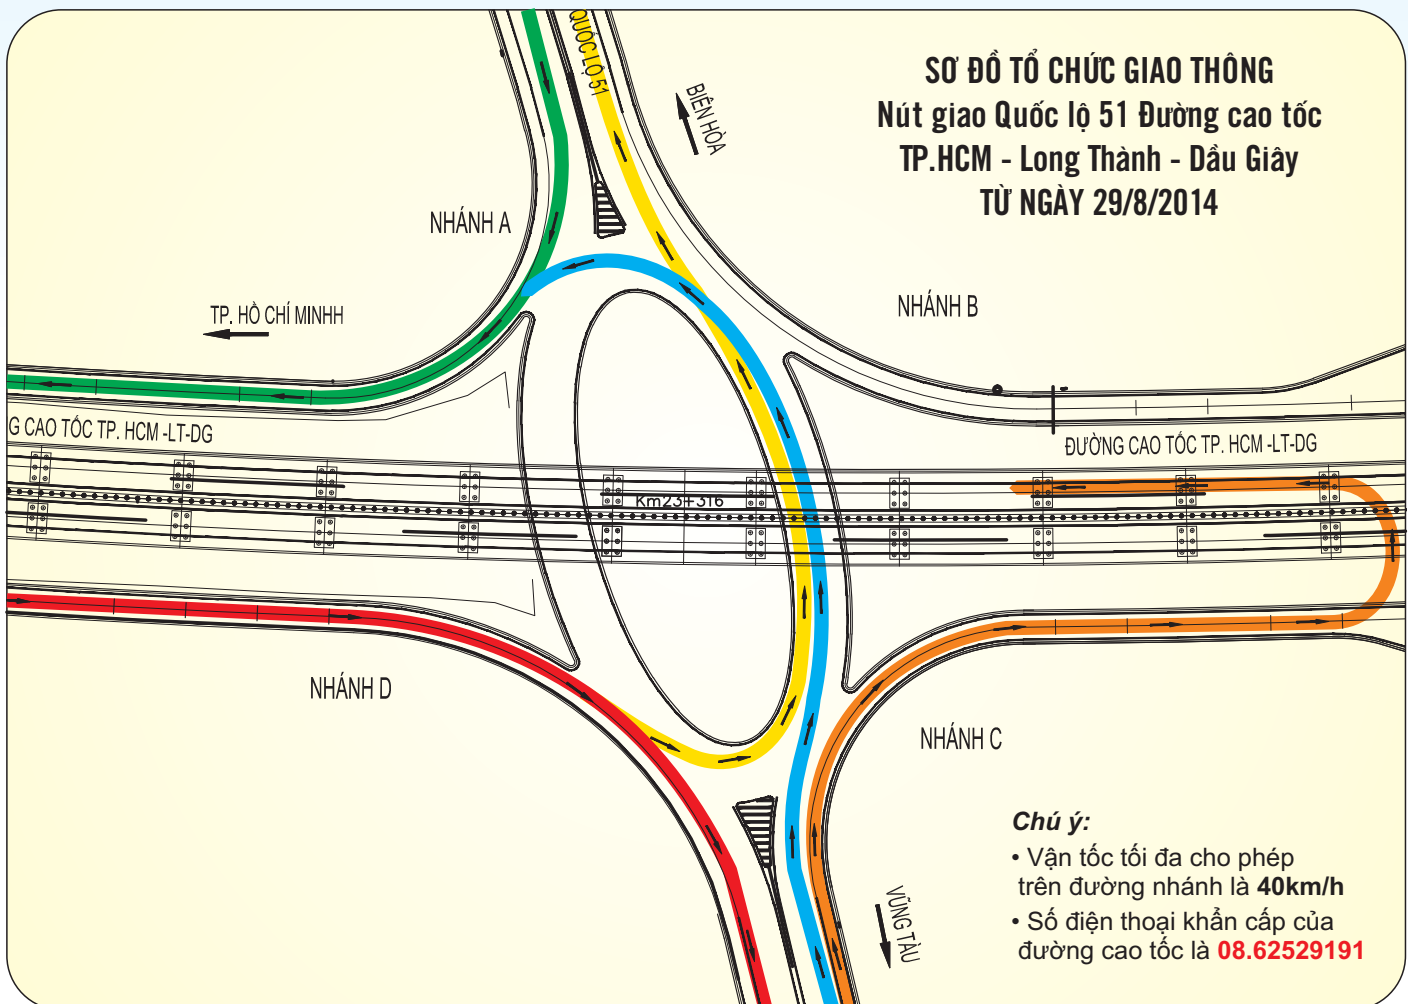 SƠ ĐỒ TỔ CHỨC GIAO THÔNG
Nút giao Quốc lộ 51 Đường cao tốc
TP.HCM - Long Thành - Dầu Giây
TỪ NGÀY 29/8/2014
QUỐC LỘ 51
BIÊN HÒA
NHÁNH A
NHÁNH B
TP. HỒ CHÍ MINHH
G CAO TỐC TP. HCM -LT-DG
ĐƯỜNG CAO TỐC TP. HCM -LT-DG
Km23+316
NHÁNH D
NHÁNH C
VŨNG TÀU
Chú ý:
• Vận tốc tối đa cho phép
trên đường nhánh là 40km/h
• Số điện thoại khẩn cấp của
đường cao tốc là 08.62529191